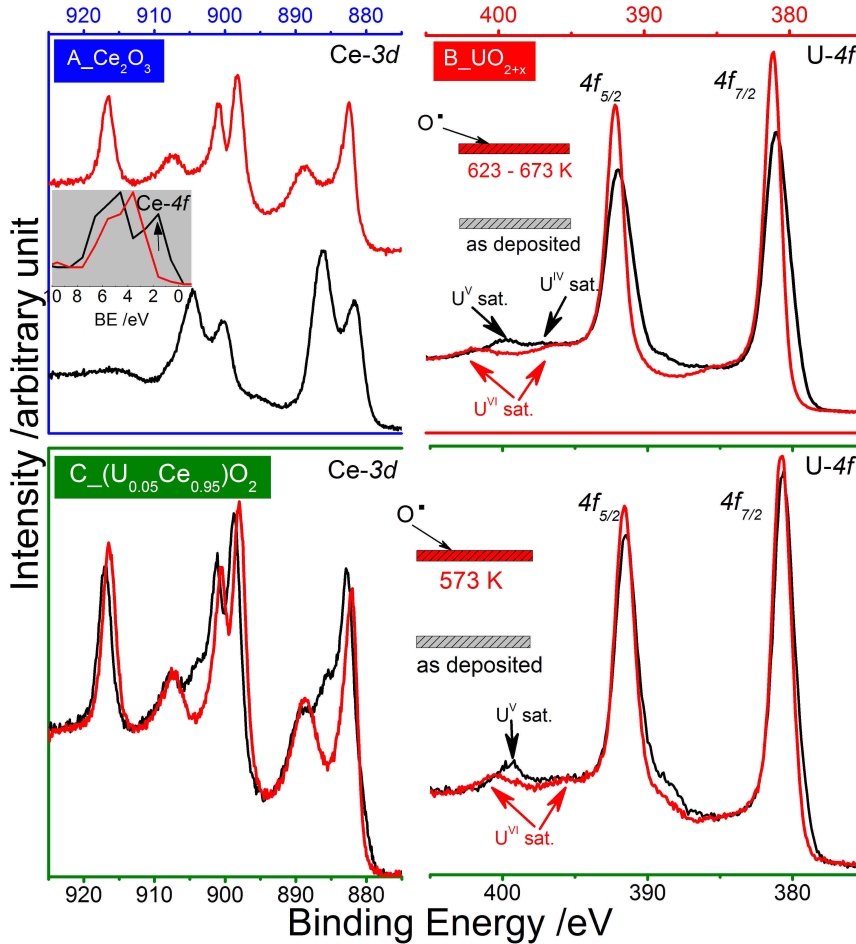 920 910 900 890 880
400 390 380
A_Ce₂O₃
Ce-3d
B_UO₂₊ₓ
U-4f
4f₅/₂
4f₇/₂
O▪
623 - 673 K
as deposited
Ce-4f
10 8 6 4 2 0
BE /eV
Uⱽ sat.
Uᴵⱽ sat.
Uⱽᴵ sat.
Intensity /arbitrary unit
C_(U₀.₀₅Ce₀.₉₅)O₂
Ce-3d
U-4f
4f₅/₂
4f₇/₂
O▪
573 K
as deposited
Uⱽ sat.
Uⱽᴵ sat.
920 910 900 890 880
400 390 380
Binding Energy /eV